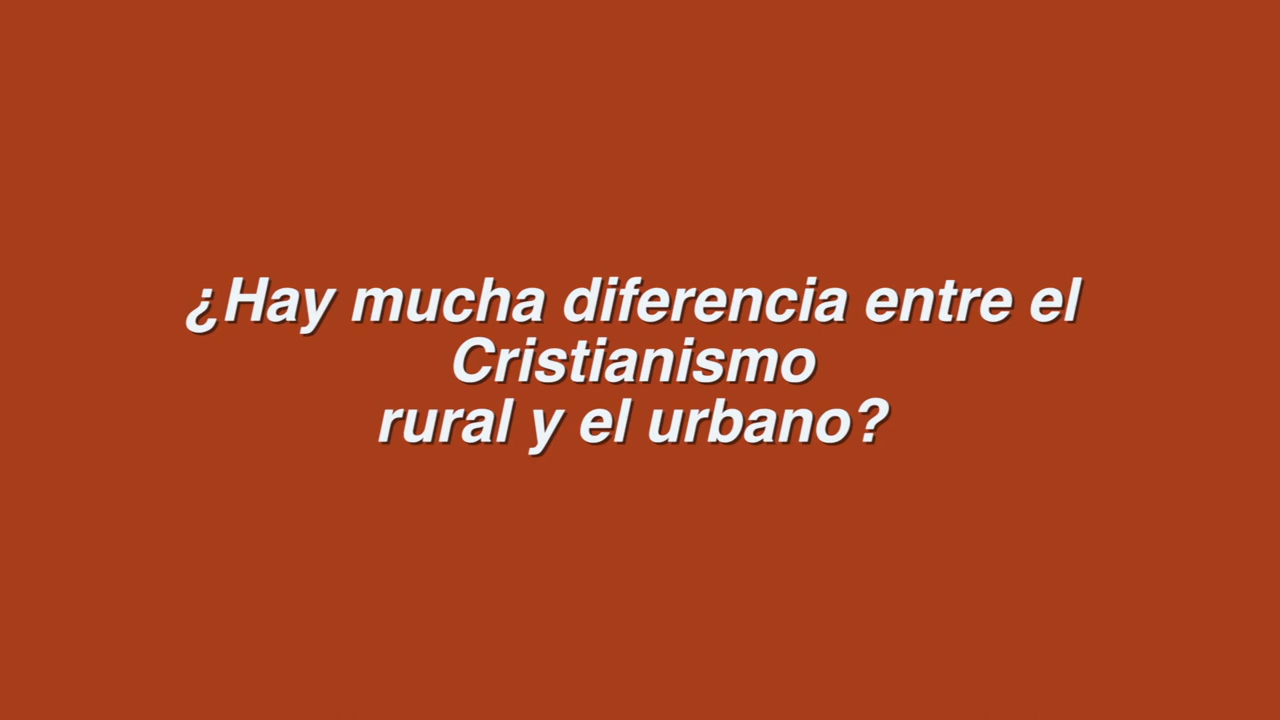 ¿Hay mucha diferencia entre el
Cristianismo
rural y el urbano?